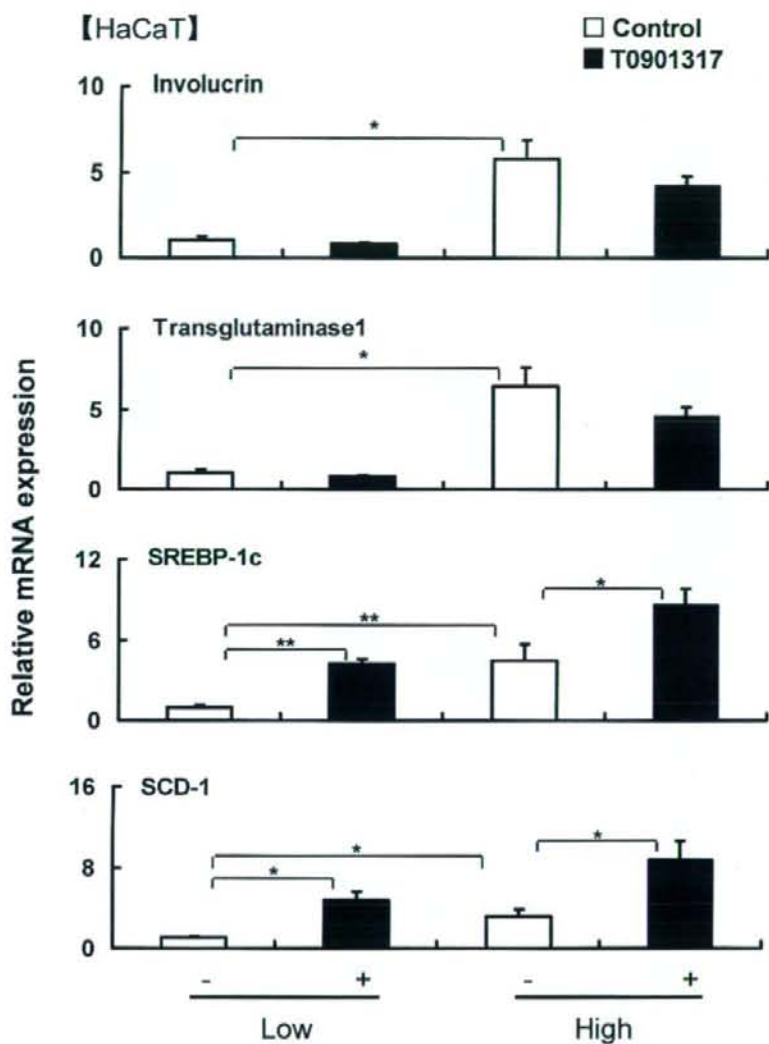 【HaCaT】
Control
T0901317
Involucrin
10
5
0
*
Transglutaminase1
10
5
0
*
SREBP-1c
12
6
0
**
**
*
SCD-1
16
8
0
*
*
*
Relative mRNA expression
- + - +
Low High